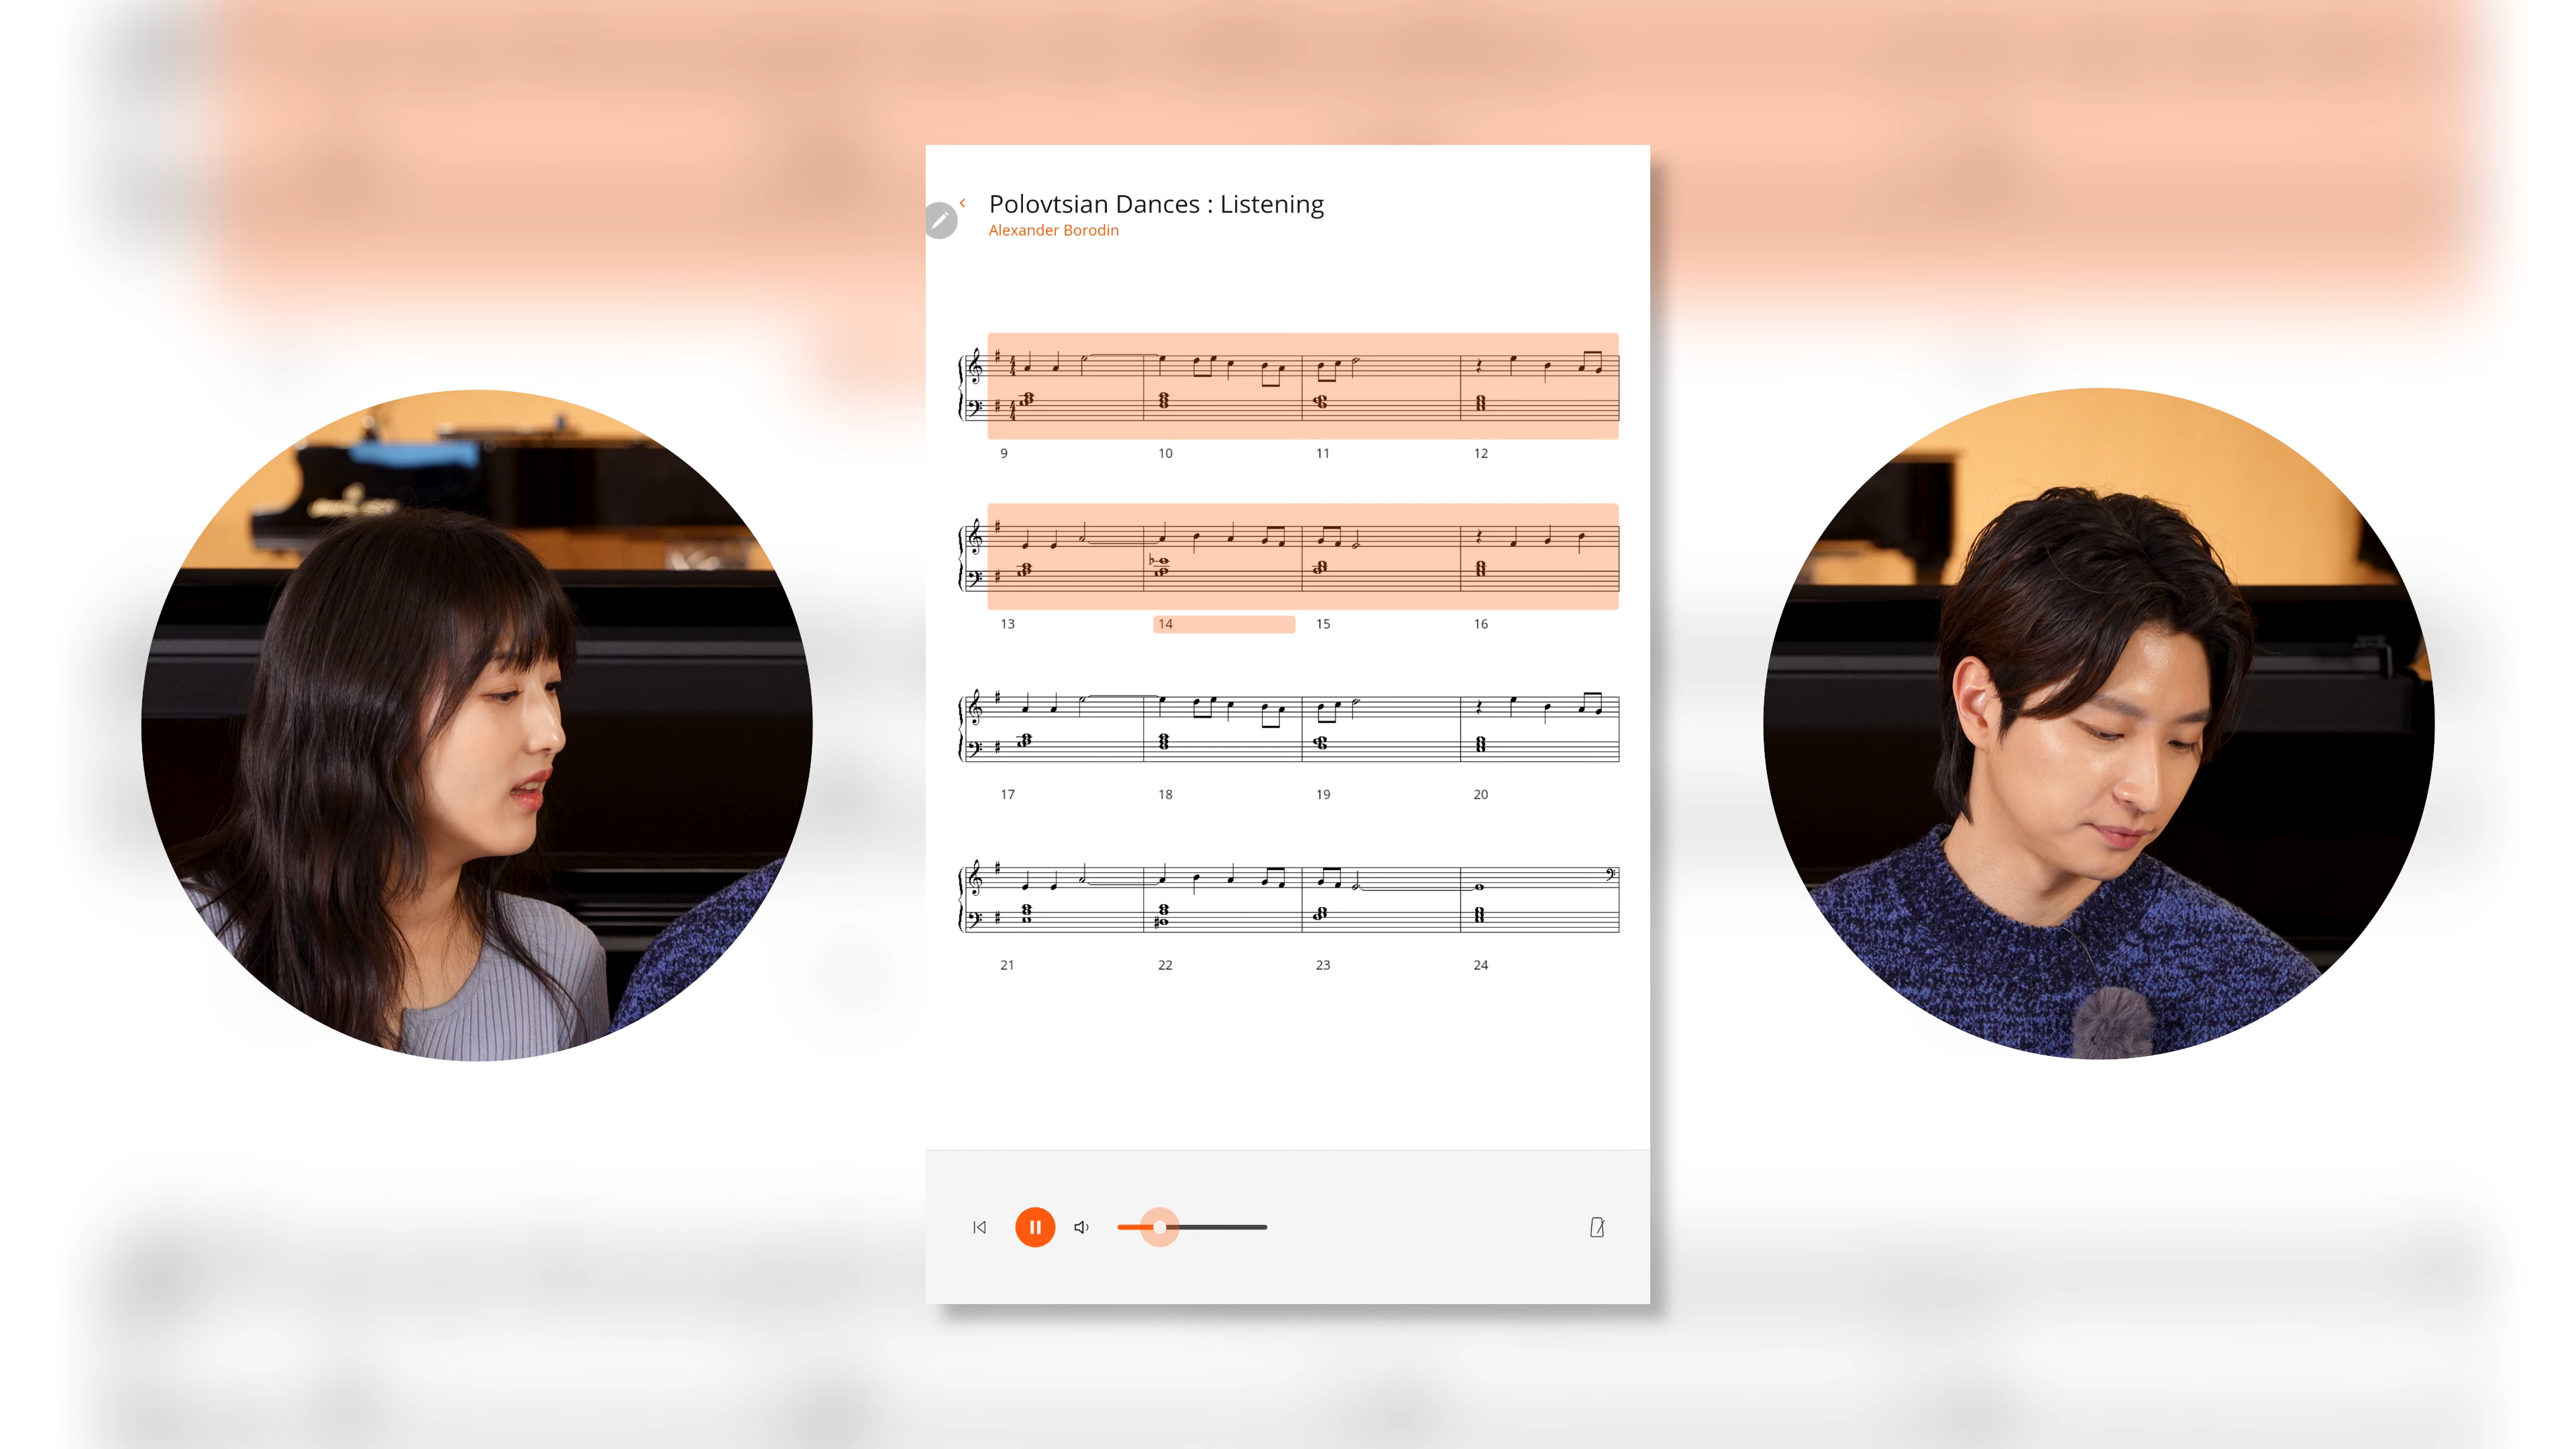 Polovtsian Dances : Listening
Alexander Borodin
9 10 11 12
13 14 15 16
17 18 19 20
21 22 23 24